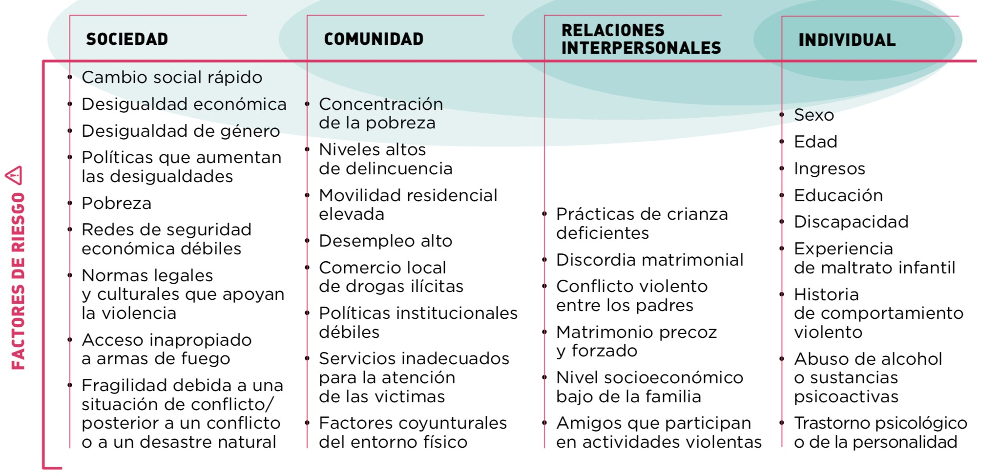 SOCIEDAD
Cambio social rápido
Desigualdad económica
Desigualdad de género
Políticas que aumentan
las desigualdades
Pobreza
Redes de seguridad
económica débiles
Normas legales
y culturales que apoyan
la violencia
Acceso inapropiado
a armas de fuego
Fragilidad debida a una
situación de conflicto/
posterior a un conflicto
o a un desastre natural
COMUNIDAD
Concentración
de la pobreza
Niveles altos
de delincuencia
Movilidad residencial
elevada
Desempleo alto
Comercio local
de drogas ilícitas
Políticas institucionales
débiles
Servicios inadecuados
para la atención
de las victimas
Factores coyunturales
del entorno físico
RELACIONES
INTERPERSONALES
Prácticas de crianza
deficientes
Discordia matrimonial
Conflicto violento
entre los padres
Matrimonio precoz
y forzado
Nivel socioeconómico
bajo de la familia
Amigos que participan
en actividades violentas
INDIVIDUAL
Sexo
Edad
Ingresos
Educación
Discapacidad
Experiencia
de maltrato infantil
Historia
de comportamiento
violento
Abuso de alcohol
o sustancias
psicoactivas
Trastorno psicológico
o de la personalidad
FACTORES DE RIESGO